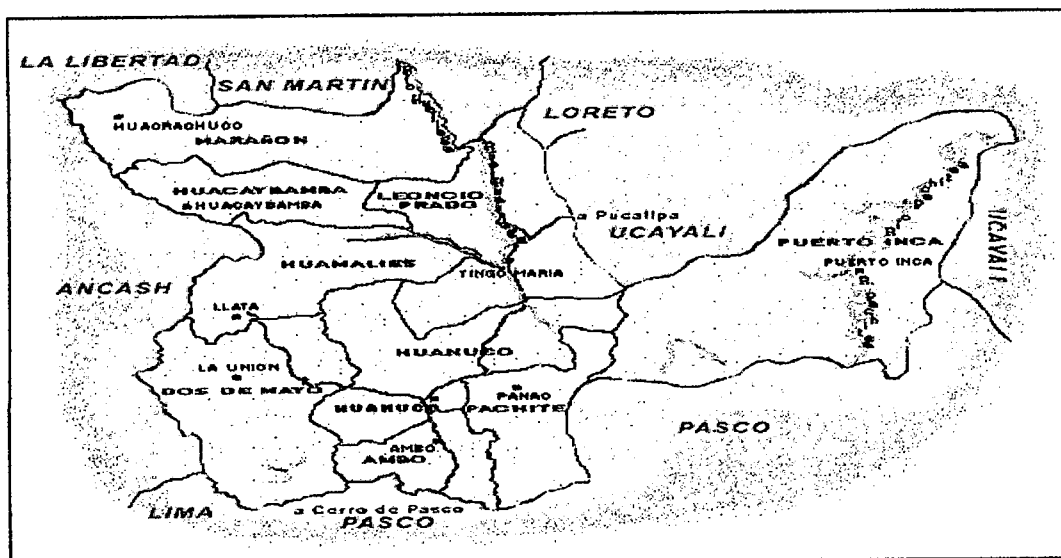 LA LIBERTAD
SAN MARTIN
LORETO
HUACRACHUCO
MARAÑON
HUACAYBAMBA
HUACAYBAMBA
LEONCIO
PRADO
a Pucallpa
UCAYALI
PUERTO INCA
PUERTO INCA
UCAYALI
HUAMALIES
TINGO MARIA
ANCASH
LLATA
HUANUCO
LA UNION
DOS DE MAYO
HUANUCO
PANAO
PACHITE
PASCO
AMBO
AMBO
LIMA
a Cerro de Pasco
PASCO